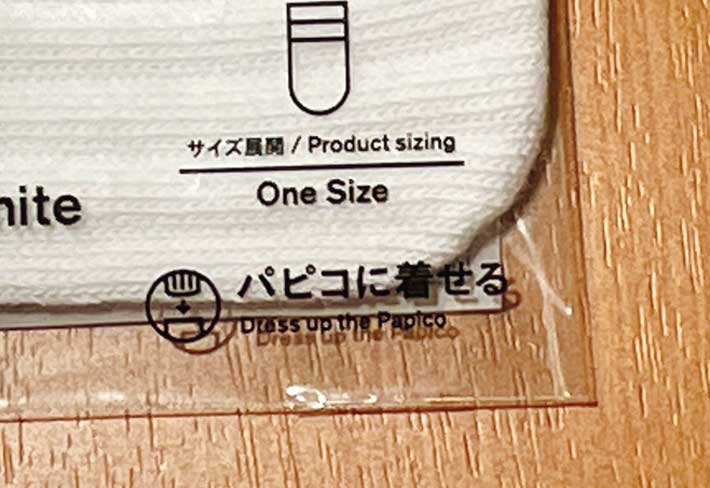 サイズ展開 / Product sizing
One Size
hite
パピコに着せる
Dress up the Papico